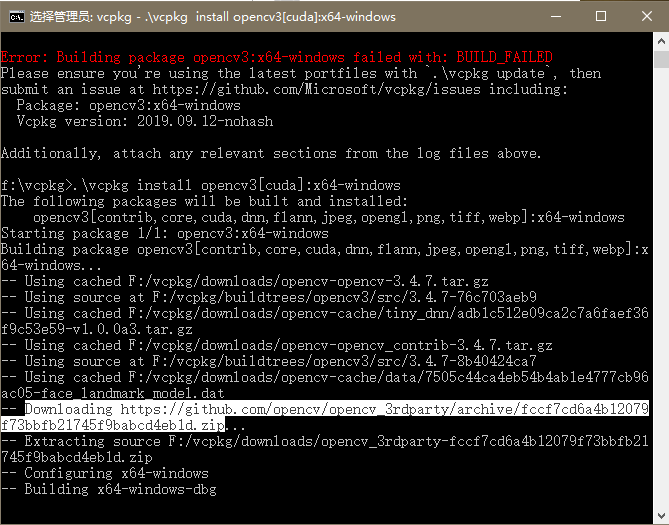 选择管理员: vcpkg - .\vcpkg  install opencv3[cuda]:x64-windows
Error: Building package opencv3:x64-windows failed with: BUILD_FAILED
Please ensure you're using the latest portfiles with `.\vcpkg update`, then
submit an issue at https://github.com/Microsoft/vcpkg/issues including:
  Package: opencv3:x64-windows
  Vcpkg version: 2019.09.12-nohash
Additionally, attach any relevant sections from the log files above.
f:\vcpkg>.\vcpkg install opencv3[cuda]:x64-windows
The following packages will be built and installed:
    opencv3[contrib,core,cuda,dnn,flann,jpeg,opengl,png,tiff,webp]:x64-windows
Starting package 1/1: opencv3:x64-windows
Building package opencv3[contrib,core,cuda,dnn,flann,jpeg,opengl,png,tiff,webp]:x
64-windows...
-- Using cached F:/vcpkg/downloads/opencv-opencv-3.4.7.tar.gz
-- Using source at F:/vcpkg/buildtrees/opencv3/src/3.4.7-76c703aeb9
-- Using cached F:/vcpkg/downloads/opencv-cache/tiny_dnn/adb1c512e09ca2c7a6faef36
f9c53e59-v1.0.0a3.tar.gz
-- Using cached F:/vcpkg/downloads/opencv-opencv_contrib-3.4.7.tar.gz
-- Using source at F:/vcpkg/buildtrees/opencv3/src/3.4.7-8b40424ca7
-- Using cached F:/vcpkg/downloads/opencv-cache/data/7505c44ca4eb54b4ab1e4777cb96
ac05-face_landmark_model.dat
-- Downloading https://github.com/opencv/opencv_3rdparty/archive/fccf7cd6a4b12079
f73bbfb21745f9babcd4eb1d.zip...
-- Extracting source F:/vcpkg/downloads/opencv_3rdparty-fccf7cd6a4b12079f73bbfb21
745f9babcd4eb1d.zip
-- Configuring x64-windows
-- Building x64-windows-dbg